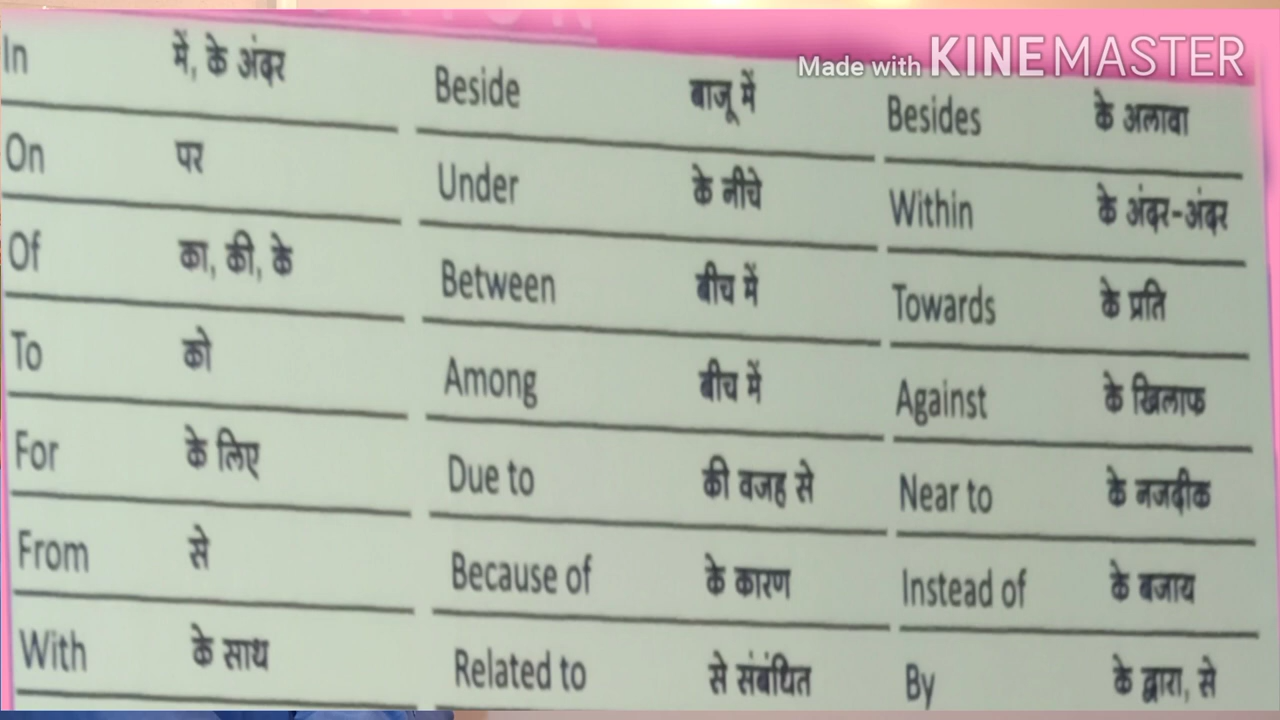 Made with KINEMASTER
In में, के अंदर
On पर
Of का, की, के
To को
For के लिए
From से
With के साथ
Beside बाजू में
Under के नीचे
Between बीच में
Among बीच में
Due to की वजह से
Because of के कारण
Related to से संबंधित
Besides के अलावा
Within के अंदर-अंदर
Towards के प्रति
Against के खिलाफ
Near to के नजदीक
Instead of के बजाय
By के द्वारा, से